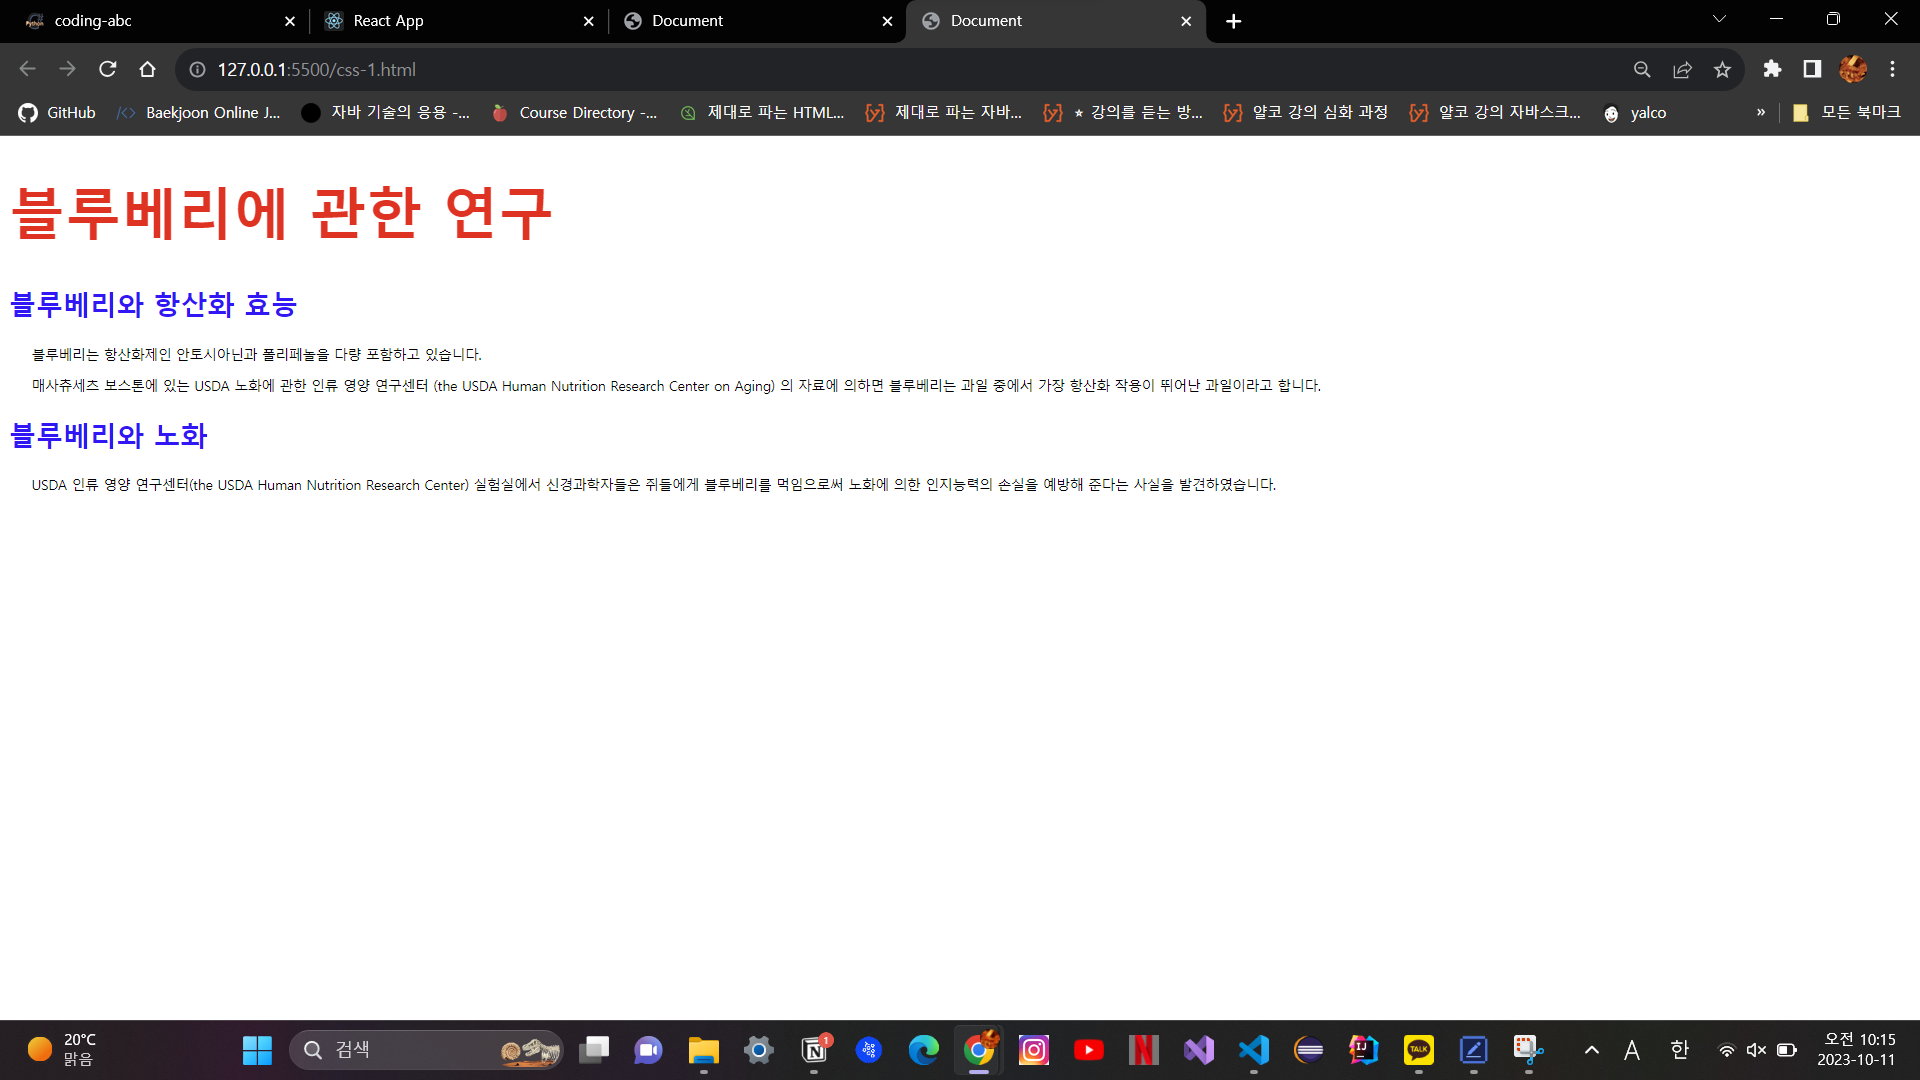 coding-abc
React App
Document
Document
127.0.0.1:5500/css-1.html
GitHub
Baekjoon Online J...
자바 기술의 응용 -...
Course Directory -...
제대로 파는 HTML...
제대로 파는 자바...
★ 강의를 듣는 방...
얄코 강의 심화 과정
얄코 강의 자바스크...
yalco
»
모든 북마크
블루베리에 관한 연구
블루베리와 항산화 효능
블루베리는 항산화제인 안토시아닌과 폴리페놀을 다량 포함하고 있습니다.
매사츄세츠 보스톤에 있는 USDA 노화에 관한 인류 영양 연구센터 (the USDA Human Nutrition Research Center on Aging) 의 자료에 의하면 블루베리는 과일 중에서 가장 항산화 작용이 뛰어난 과일이라고 합니다.
블루베리와 노화
USDA 인류 영양 연구센터(the USDA Human Nutrition Research Center) 실험실에서 신경과학자들은 쥐들에게 블루베리를 먹임으로써 노화에 의한 인지능력의 손실을 예방해 준다는 사실을 발견하였습니다.
20°C
맑음
검색
1
TALK
A
한
오전 10:15
2023-10-11